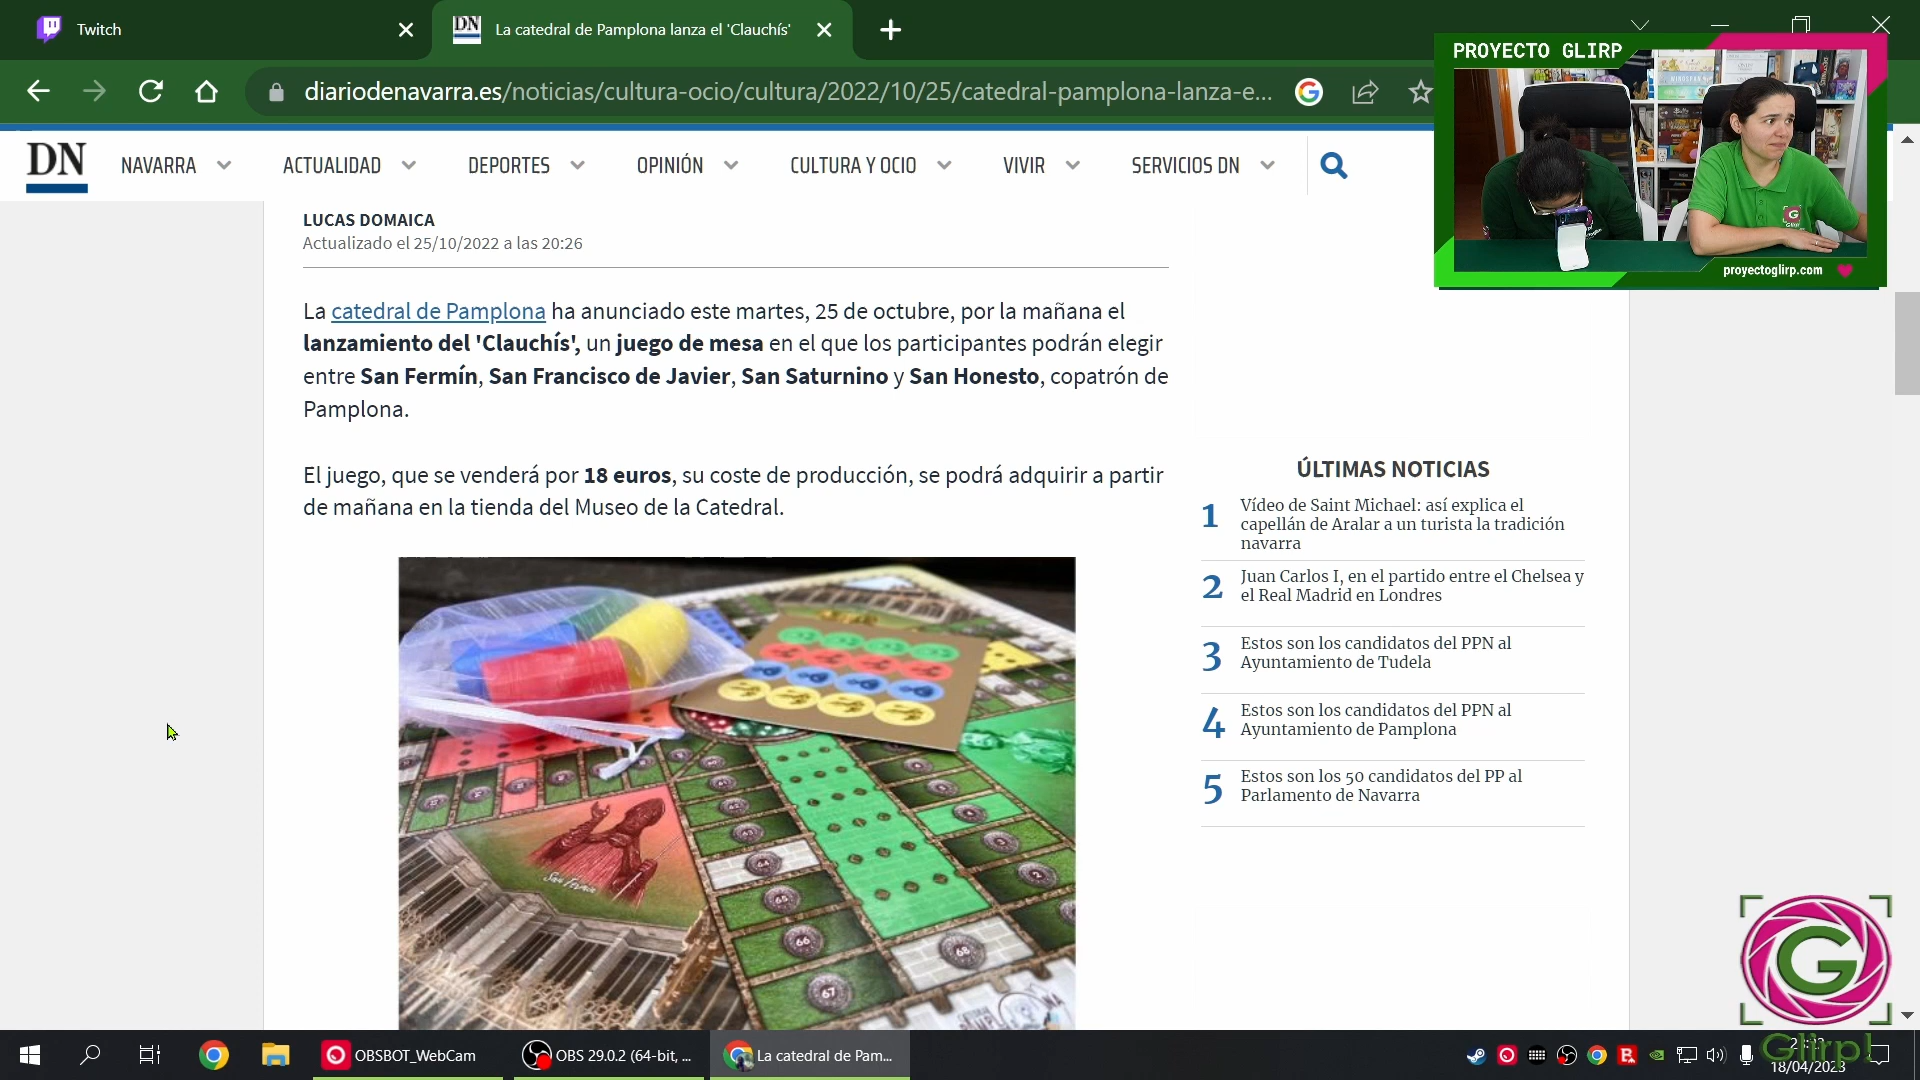 Twitch
La catedral de Pamplona lanza el 'Clauchís'
diariodenavarra.es/noticias/cultura-ocio/cultura/2022/10/25/catedral-pamplona-lanza-e...
PROYECTO GLIRP
proyectoglirp.com
DN
NAVARRA
ACTUALIDAD
DEPORTES
OPINIÓN
CULTURA Y OCIO
VIVIR
SERVICIOS DN
LUCAS DOMAICA
Actualizado el 25/10/2022 a las 20:26
La catedral de Pamplona ha anunciado este martes, 25 de octubre, por la mañana el
lanzamiento del 'Clauchís', un juego de mesa en el que los participantes podrán elegir
entre San Fermín, San Francisco de Javier, San Saturnino y San Honesto, copatrón de
Pamplona.
El juego, que se venderá por 18 euros, su coste de producción, se podrá adquirir a partir
de mañana en la tienda del Museo de la Catedral.
San Fermín
64
65
66
67
68
2
ÚLTIMAS NOTICIAS
1 Vídeo de Saint Michael: así explica el
capellán de Aralar a un turista la tradición
navarra
2 Juan Carlos I, en el partido entre el Chelsea y
el Real Madrid en Londres
3 Estos son los candidatos del PPN al
Ayuntamiento de Tudela
4 Estos son los candidatos del PPN al
Ayuntamiento de Pamplona
5 Estos son los 50 candidatos del PP al
Parlamento de Navarra
G
Glirp!
OBSBOT_WebCam
OBS 29.0.2 (64-bit, ...
La catedral de Pam...
18/04/2023